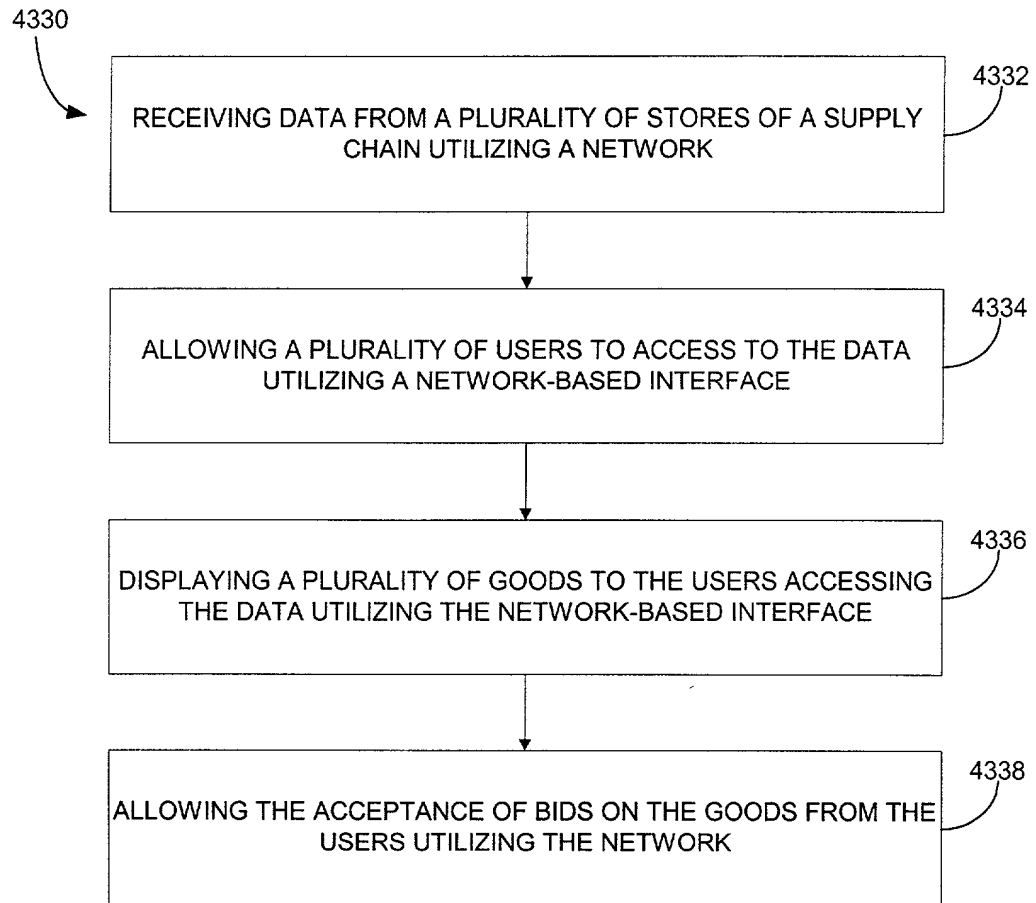 4330
4332
RECEIVING DATA FROM A PLURALITY OF STORES OF A SUPPLY
CHAIN UTILIZING A NETWORK
4334
ALLOWING A PLURALITY OF USERS TO ACCESS TO THE DATA
UTILIZING A NETWORK-BASED INTERFACE
4336
DISPLAYING A PLURALITY OF GOODS TO THE USERS ACCESSING
THE DATA UTILIZING THE NETWORK-BASED INTERFACE
4338
ALLOWING THE ACCEPTANCE OF BIDS ON THE GOODS FROM THE
USERS UTILIZING THE NETWORK